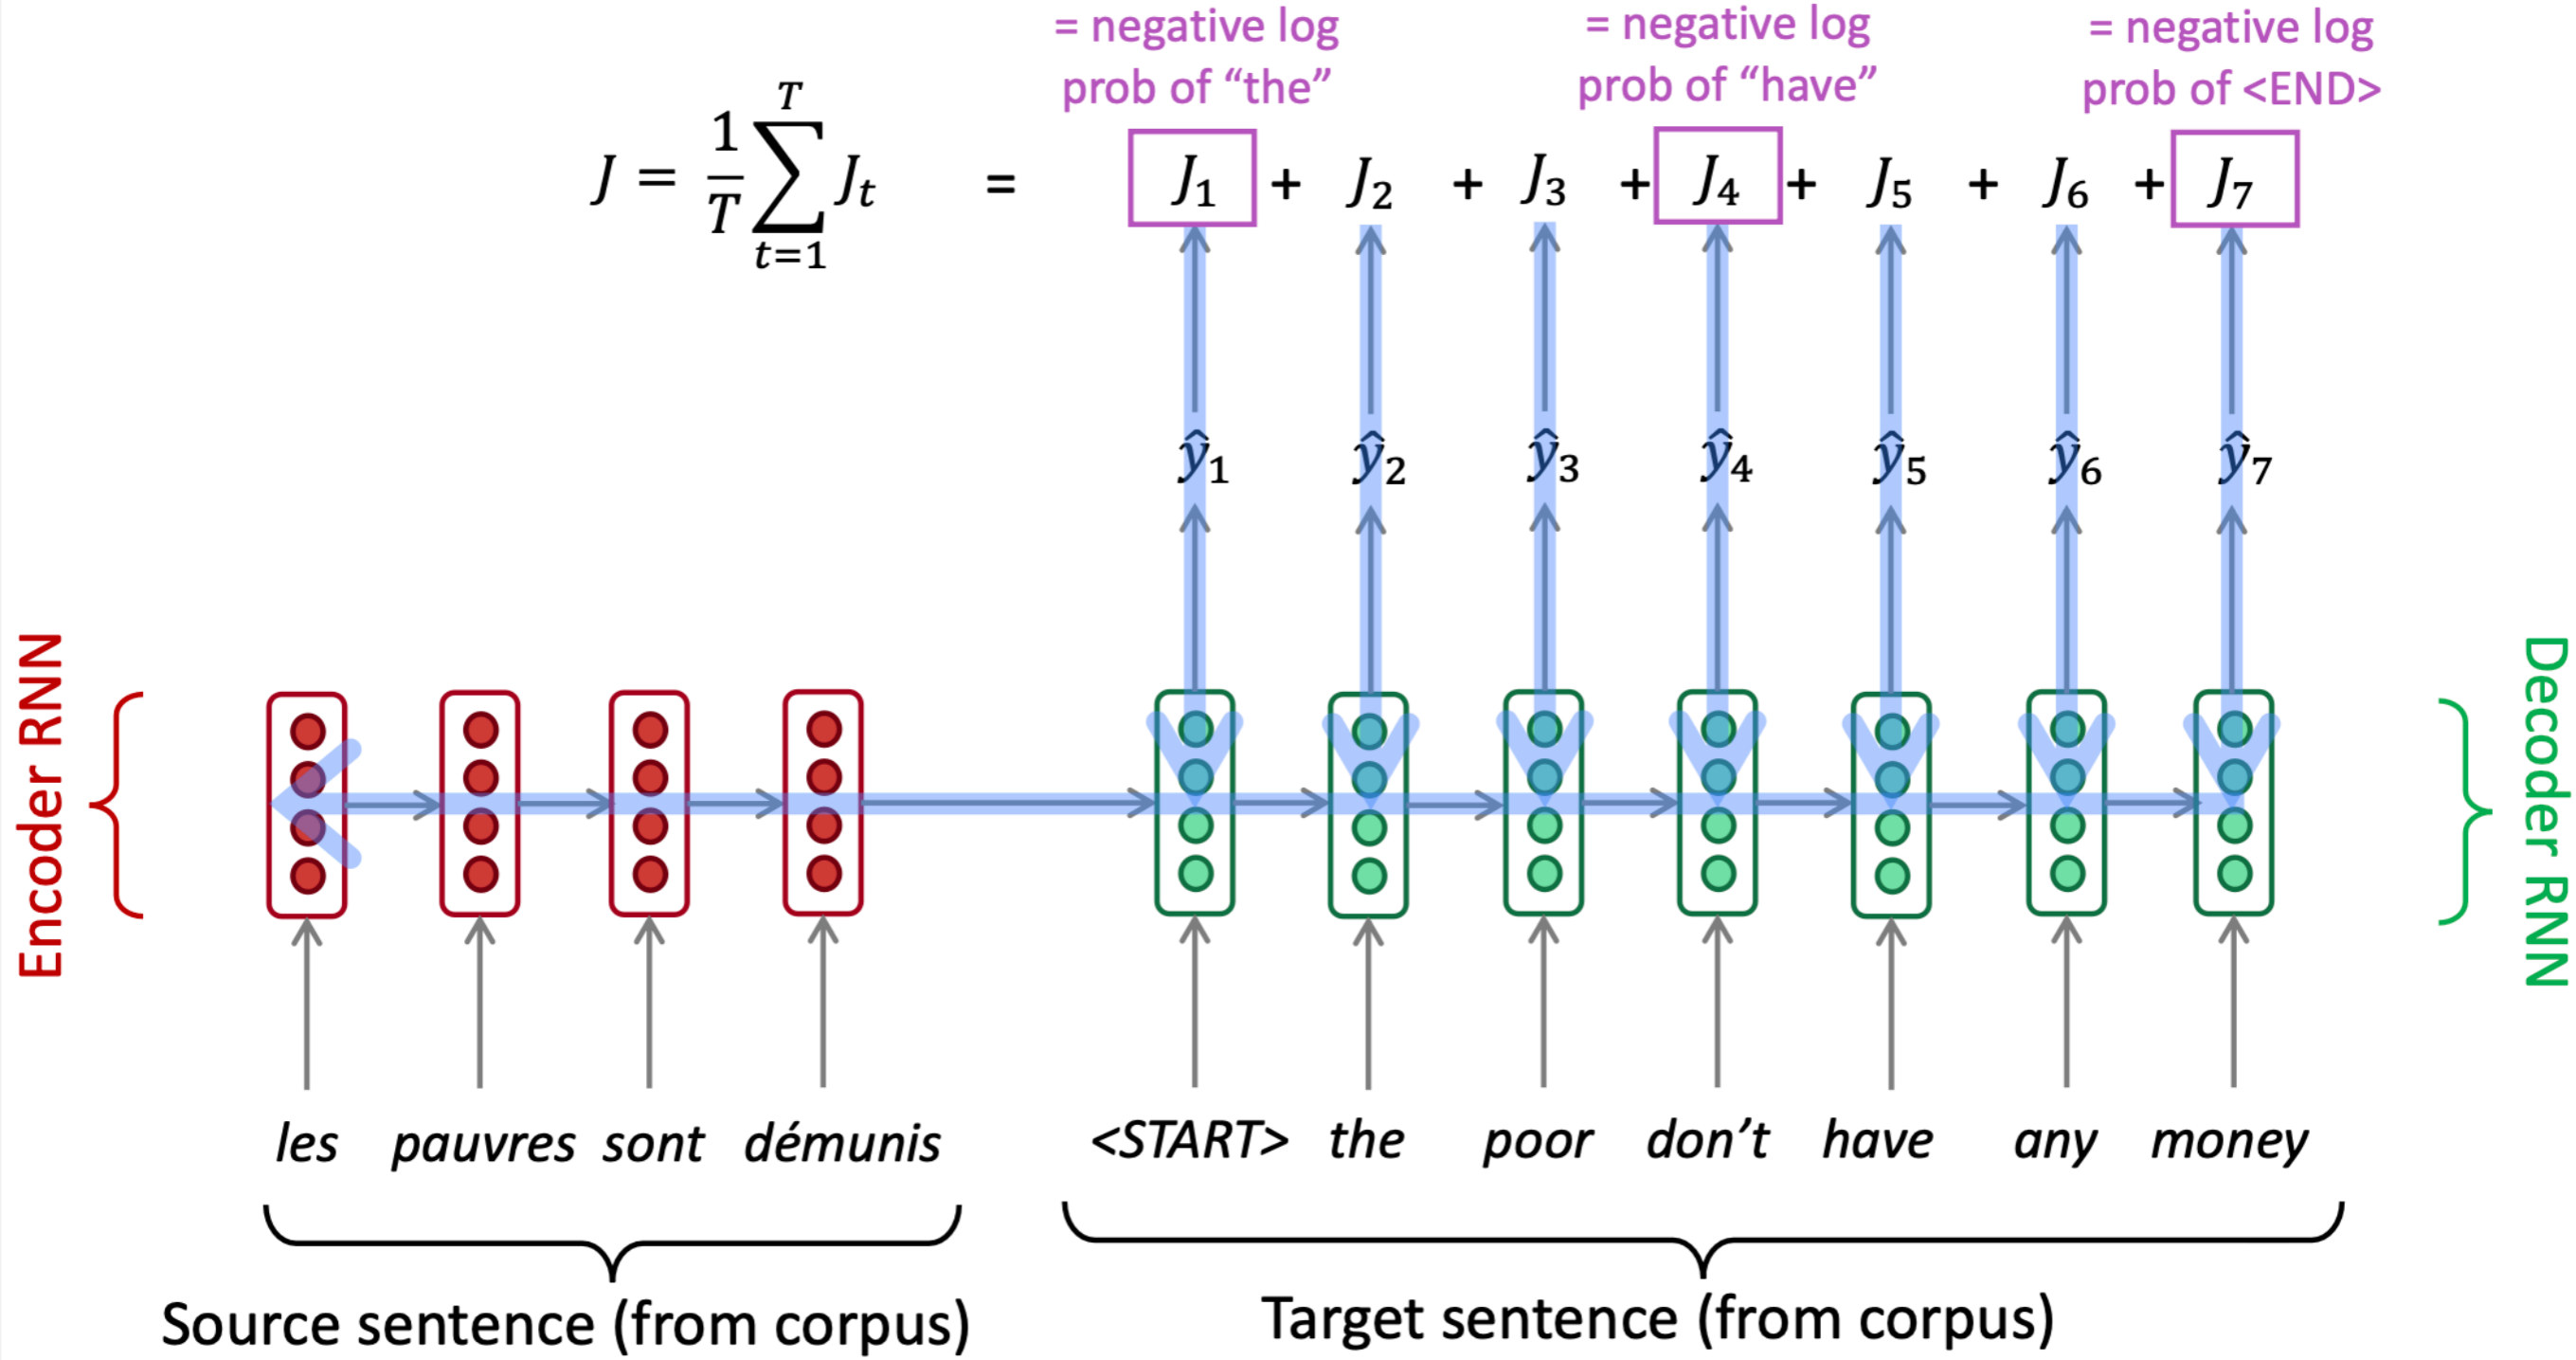 = negative log
prob of “the”
= negative log
prob of “have”
= negative log
prob of <END>
J = 1/T ∑_{t=1}^{T} J_t = J₁ + J₂ + J₃ + J₄ + J₅ + J₆ + J₇
ŷ₁ ŷ₂ ŷ₃ ŷ₄ ŷ₅ ŷ₆ ŷ₇
Encoder RNN
Decoder RNN
les pauvres sont démunis
<START> the poor don’t have any money
Source sentence (from corpus)
Target sentence (from corpus)